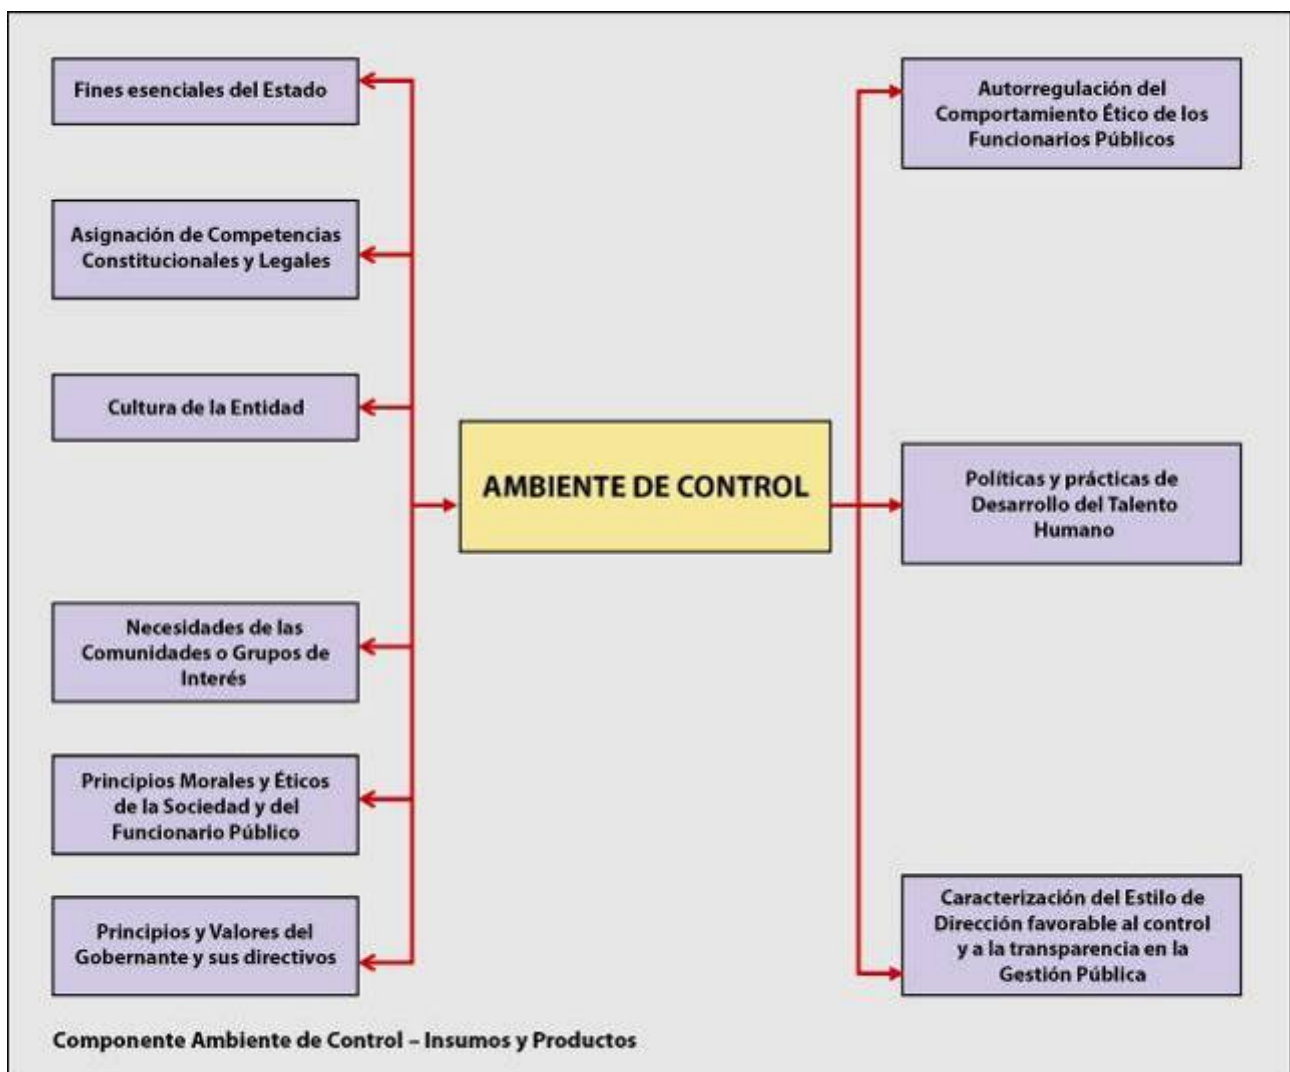 Fines esenciales del Estado
Asignación de Competencias
Constitucionales y Legales
Cultura de la Entidad
Necesidades de las
Comunidades o Grupos de
Interés
Principios Morales y Éticos
de la Sociedad y del
Funcionario Público
Principios y Valores del
Gobernante y sus directivos
AMBIENTE DE CONTROL
Autorregulación del
Comportamiento Ético de los
Funcionarios Públicos
Políticas y prácticas de
Desarrollo del Talento
Humano
Caracterización del Estilo de
Dirección favorable al control
y a la transparencia en la
Gestión Pública
Componente Ambiente de Control – Insumos y Productos